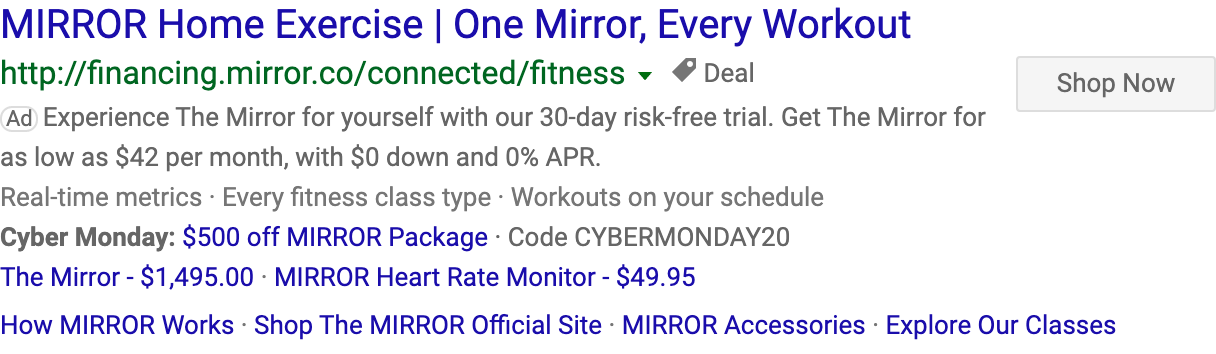 MIRROR Home Exercise | One Mirror, Every Workout
http://financing.mirror.co/connected/fitness Deal
Shop Now
Ad Experience The Mirror for yourself with our 30-day risk-free trial. Get The Mirror for
as low as $42 per month, with $0 down and 0% APR.
Real-time metrics · Every fitness class type · Workouts on your schedule
Cyber Monday: $500 off MIRROR Package · Code CYBERMONDAY20
The Mirror - $1,495.00 · MIRROR Heart Rate Monitor - $49.95
How MIRROR Works · Shop The MIRROR Official Site · MIRROR Accessories · Explore Our Classes